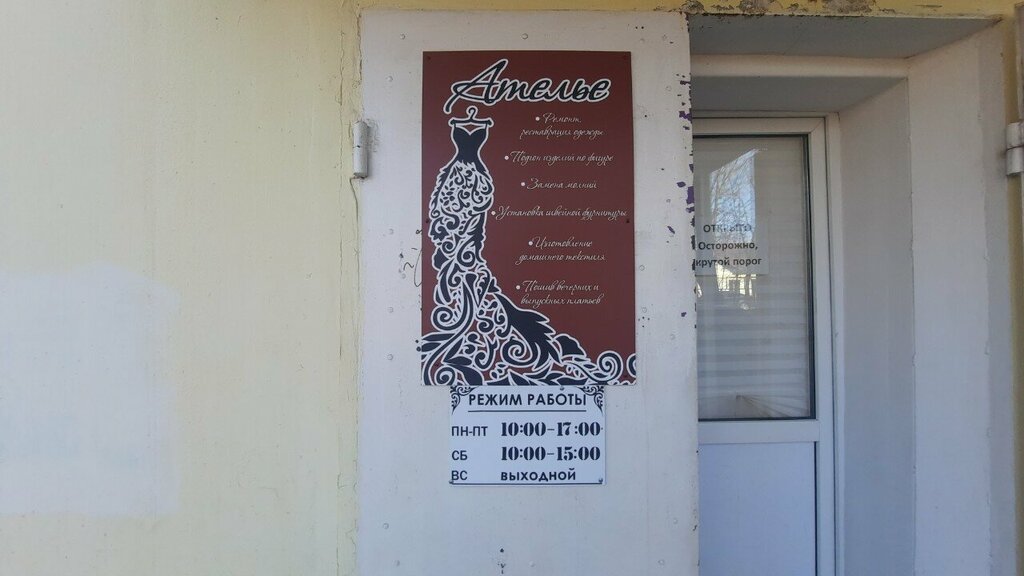 Ателье
• Ремонт,
реставрация одежды
• Подгон изделий по фигуре
• Замена молний
• Установка швейной фурнитуры
• Изготовление
домашнего текстиля
• Пошив вечерних и
выпускных платьев
РЕЖИМ РАБОТЫ
ПН-ПТ 10:00-17:00
СБ 10:00-15:00
ВС ВЫХОДНОЙ
ОТКРЫТО
Осторожно,
крутой порог